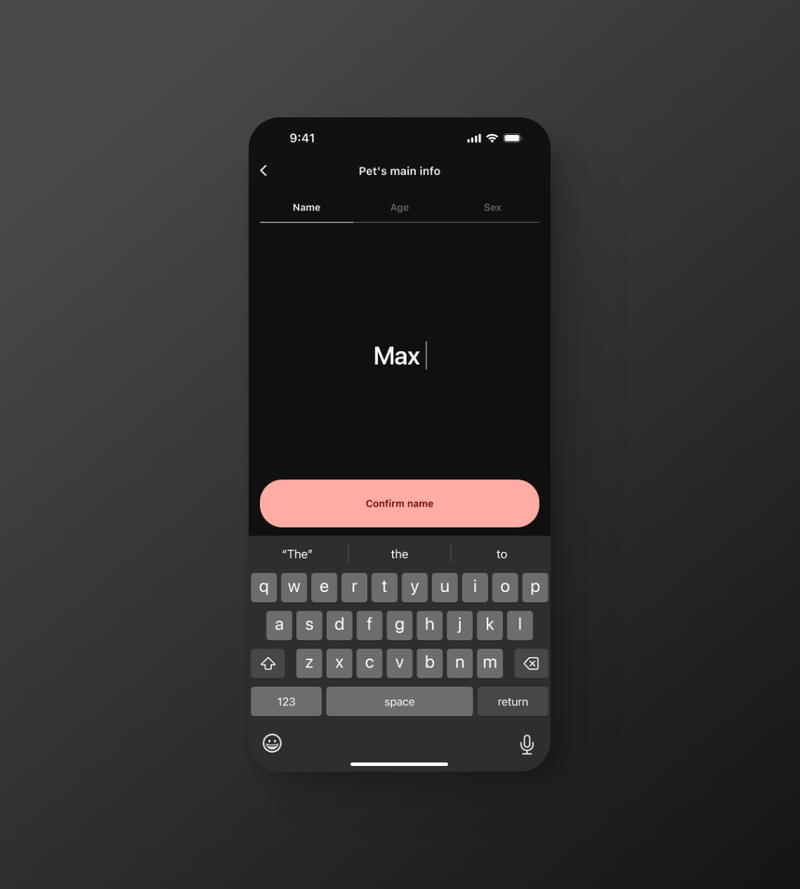 9:41
Pet's main info
Name Age Sex
Max
Confirm name
“The” the to
q w e r t y u i o p
a s d f g h j k l
z x c v b n m
123 space return